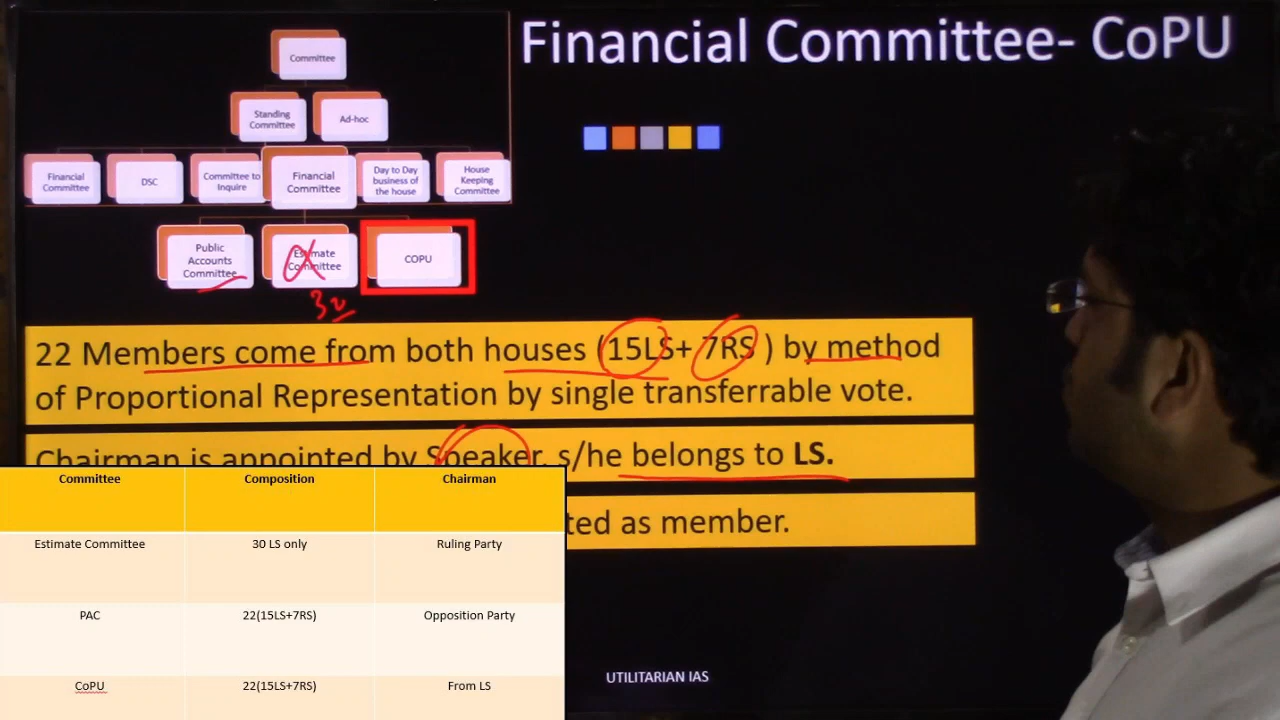 Financial Committee- CoPU
Committee
Standing
Committee
Ad-hoc
Financial
Committee
DSC
Committee to
Inquire
Financial
Committee
Day to Day
business of
the house
House
Keeping
Committee
Public
Accounts
Committee
Estimate
Committee
COPU
30
22 Members come from both houses (15LS+ 7RS ) by method
of Proportional Representation by single transferrable vote.
Chairman is appointed by Speaker, s/he belongs to LS.
ted as member.
Committee Composition Chairman
Estimate Committee 30 LS only Ruling Party
PAC 22(15LS+7RS) Opposition Party
CoPU 22(15LS+7RS) From LS
UTILITARIAN IAS